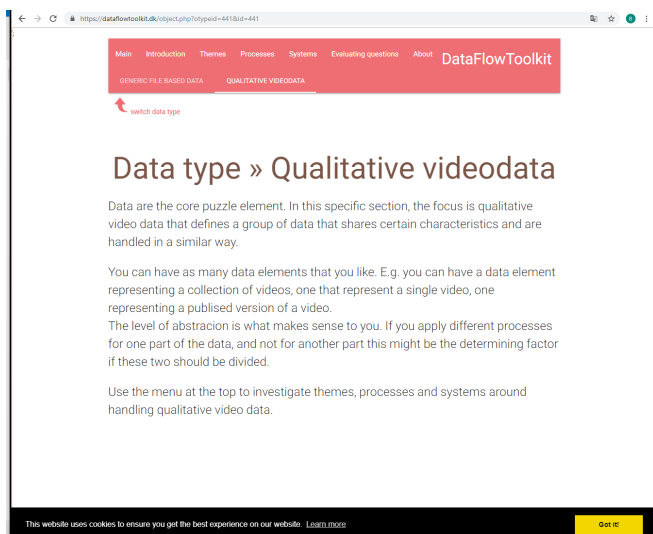 https://dataflowtoolkit.dk/object.php?otypeid=441&id=441
Main Introduction Themes Processes Systems Evaluating questions About DataFlowToolkit
GENERIC FILE BASED DATA QUALITATIVE VIDEODATA
switch data type
Data type » Qualitative videodata
Data are the core puzzle element. In this specific section, the focus is qualitative
video data that defines a group of data that shares certain characteristics and are
handled in a similar way.
You can have as many data elements that you like. E.g. you can have a data element
representing a collection of videos, one that represent a single video, one
representing a publised version of a video.
The level of abstracion is what makes sense to you. If you apply different processes
for one part of the data, and not for another part this might be the determining factor
if these two should be divided.
Use the menu at the top to investigate themes, processes and systems around
handling qualitative video data.
This website uses cookies to ensure you get the best experience on our website. Learn more
Got it!